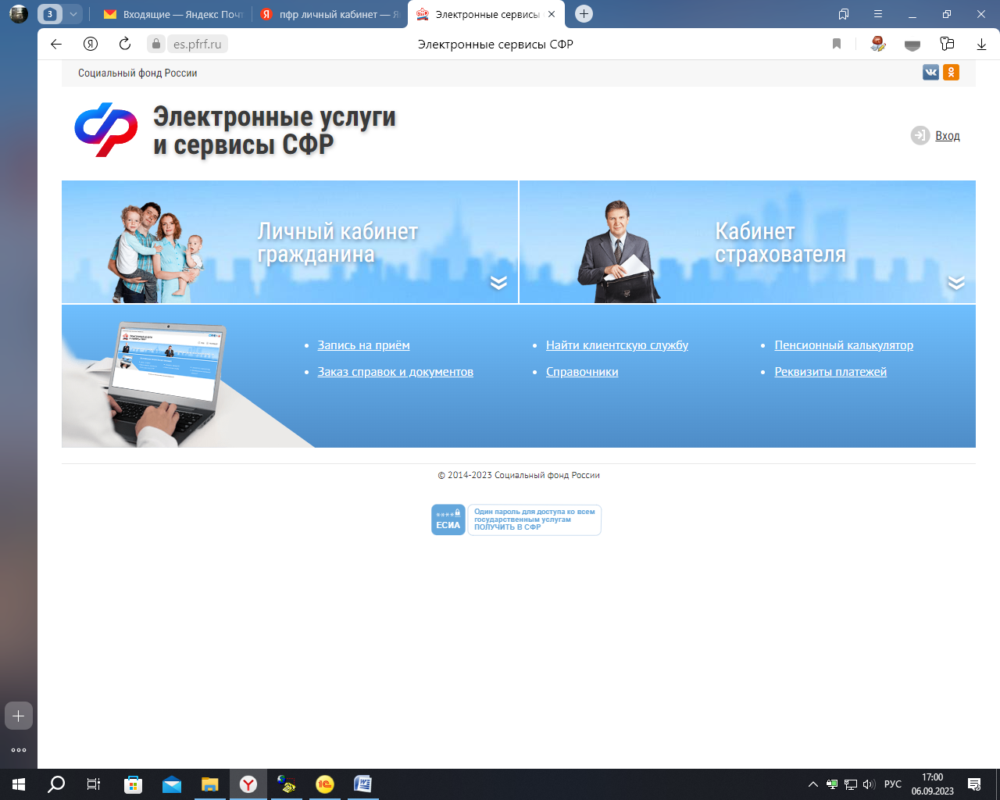 3
Входящие — Яндекс Почт
Я
пфр личный кабинет — Я
Электронные сервисы
Я
es.pfrf.ru
Электронные сервисы СФР
Социальный фонд России
Электронные услуги
и сервисы СФР
Вход
Личный кабинет
гражданина
Кабинет
страхователя
Запись на приём
Найти клиентскую службу
Пенсионный калькулятор
Заказ справок и документов
Справочники
Реквизиты платежей
© 2014-2023 Социальный фонд России
****
ЕСИА
Один пароль для доступа ко всем
государственным услугам
ПОЛУЧИТЬ В СФР
РУС
17:00
06.09.2023